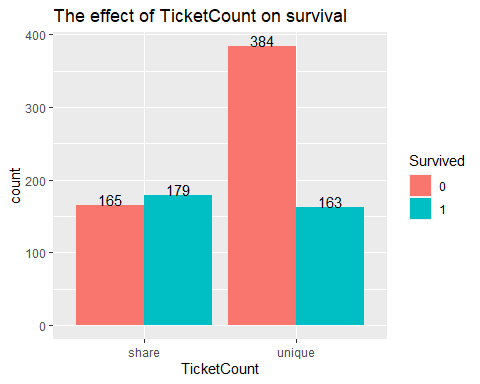 The effect of TicketCount on survival
400
300
200
100
0
count
384
165
179
163
share
unique
TicketCount
Survived
0
1